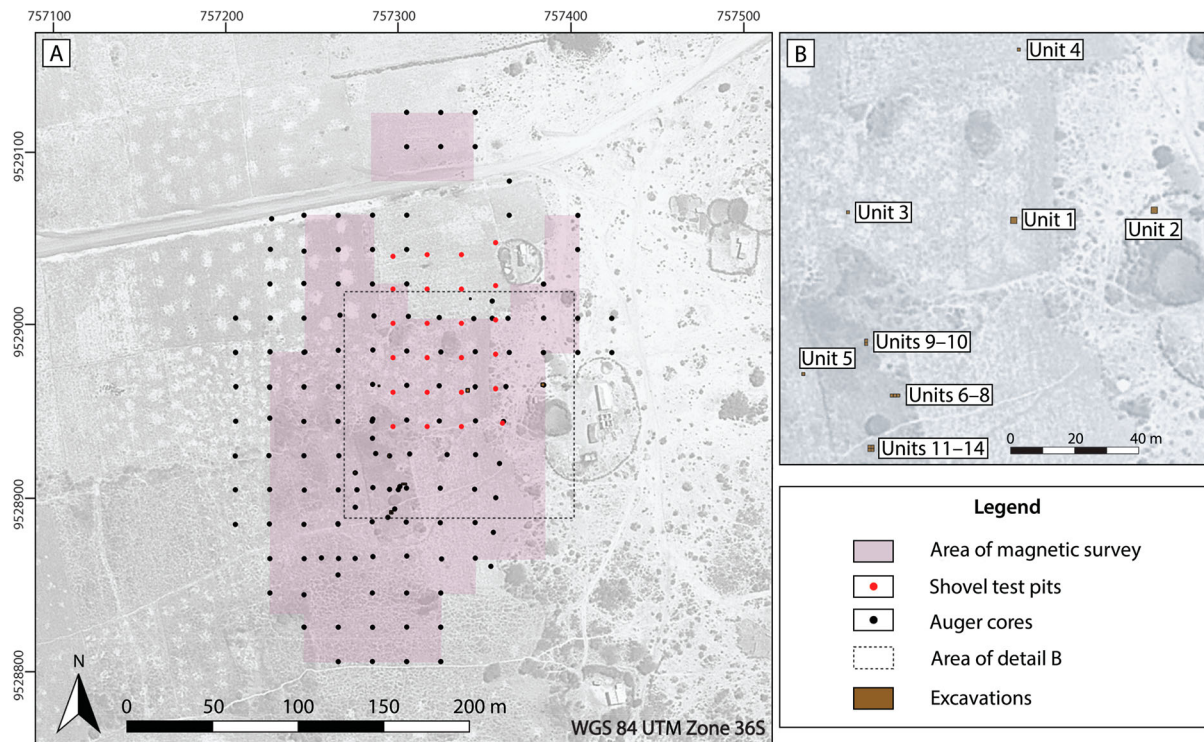 757100 757200 757300 757400 757500
A
9529100
9529000
9528900
9528800
N
0 50 100 150 200 m
WGS 84 UTM Zone 36S
B
Unit 4
Unit 3
Unit 1
Unit 2
Units 9–10
Unit 5
Units 6–8
Units 11–14
0 20 40 m
Legend
Area of magnetic survey
Shovel test pits
Auger cores
Area of detail B
Excavations